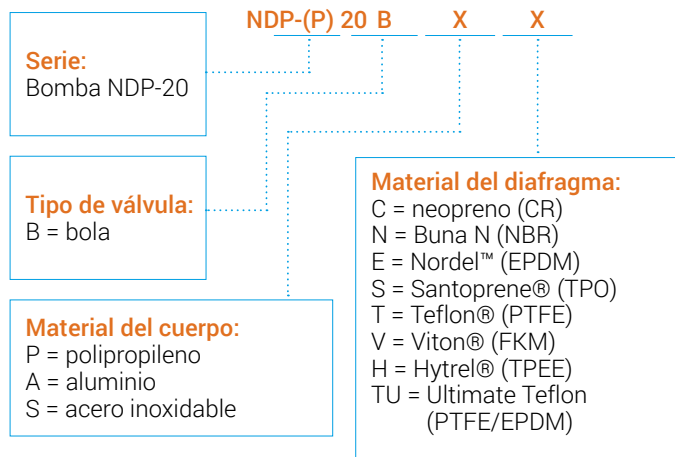 NDP-(P) 20 B X X
Serie:
Bomba NDP-20
Tipo de válvula:
B = bola
Material del cuerpo:
P = polipropileno
A = aluminio
S = acero inoxidable
Material del diafragma:
C = neopreno (CR)
N = Buna N (NBR)
E = Nordel™ (EPDM)
S = Santoprene® (TPO)
T = Teflon® (PTFE)
V = Viton® (FKM)
H = Hytrel® (TPEE)
TU = Ultimate Teflon
(PTFE/EPDM)